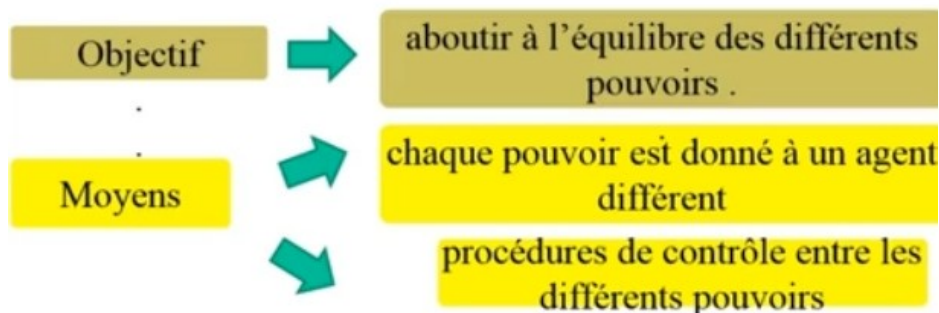 Objectif
aboutir à l'équilibre des différents
pouvoirs .
.
.
Moyens
chaque pouvoir est donné à un agent
différent
procédures de contrôle entre les
différents pouvoirs